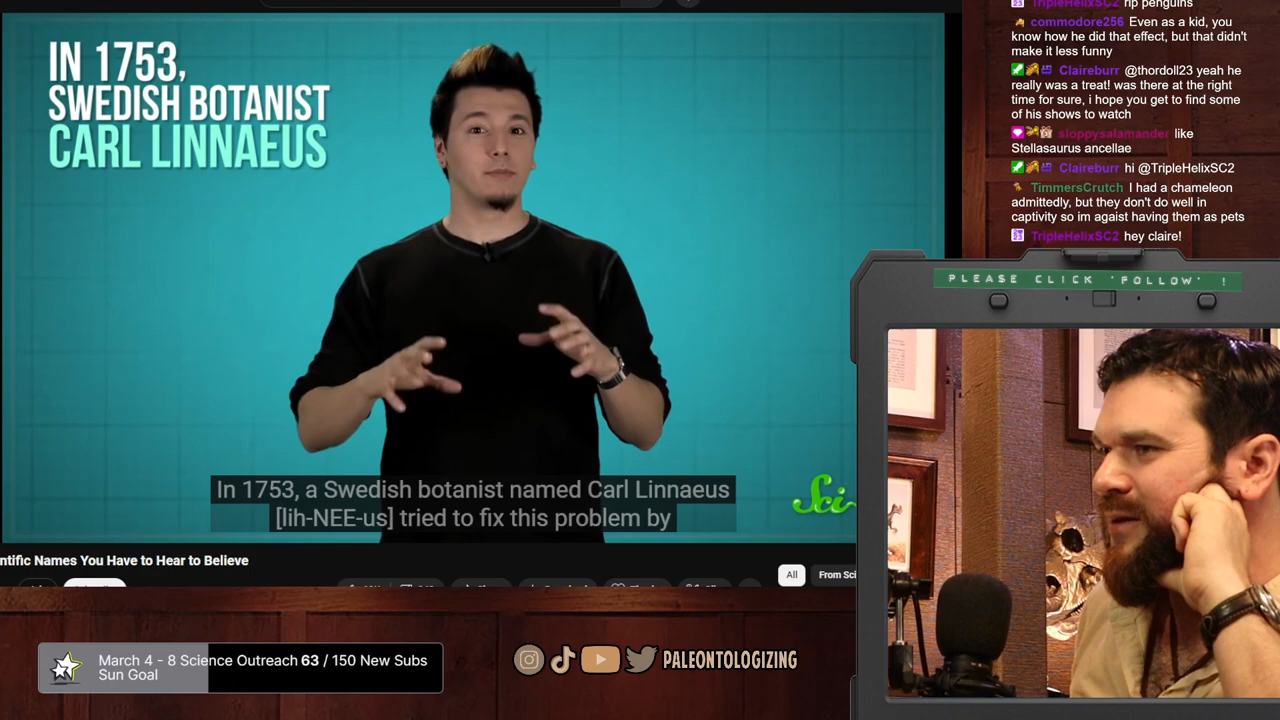 IN 1753,
SWEDISH BOTANIST
CARL LINNAEUS
In 1753, a Swedish botanist named Carl Linnaeus
[lih-NEE-us] tried to fix this problem by
Sci
ntific Names You Have to Hear to Believe
All From Sci
TripleHelixSC2 rip penguins
commodore256 Even as a kid, you
know how he did that effect, but that didn't
make it less funny
Claireburr @thordoll23 yeah he
really was a treat! was there at the right
time for sure, i hope you get to find some
of his shows to watch
sloppysalamander like
Stellasaurus ancellae
Claireburr hi @TripleHelixSC2
TimmersCrutch I had a chameleon
admittedly, but they don't do well in
captivity so im agaist having them as pets
TripleHelixSC2 hey claire!
PLEASE CLICK "FOLLOW" !
March 4 - 8 Science Outreach 63 / 150 New Subs
Sun Goal
PALEONTOLOGIZING